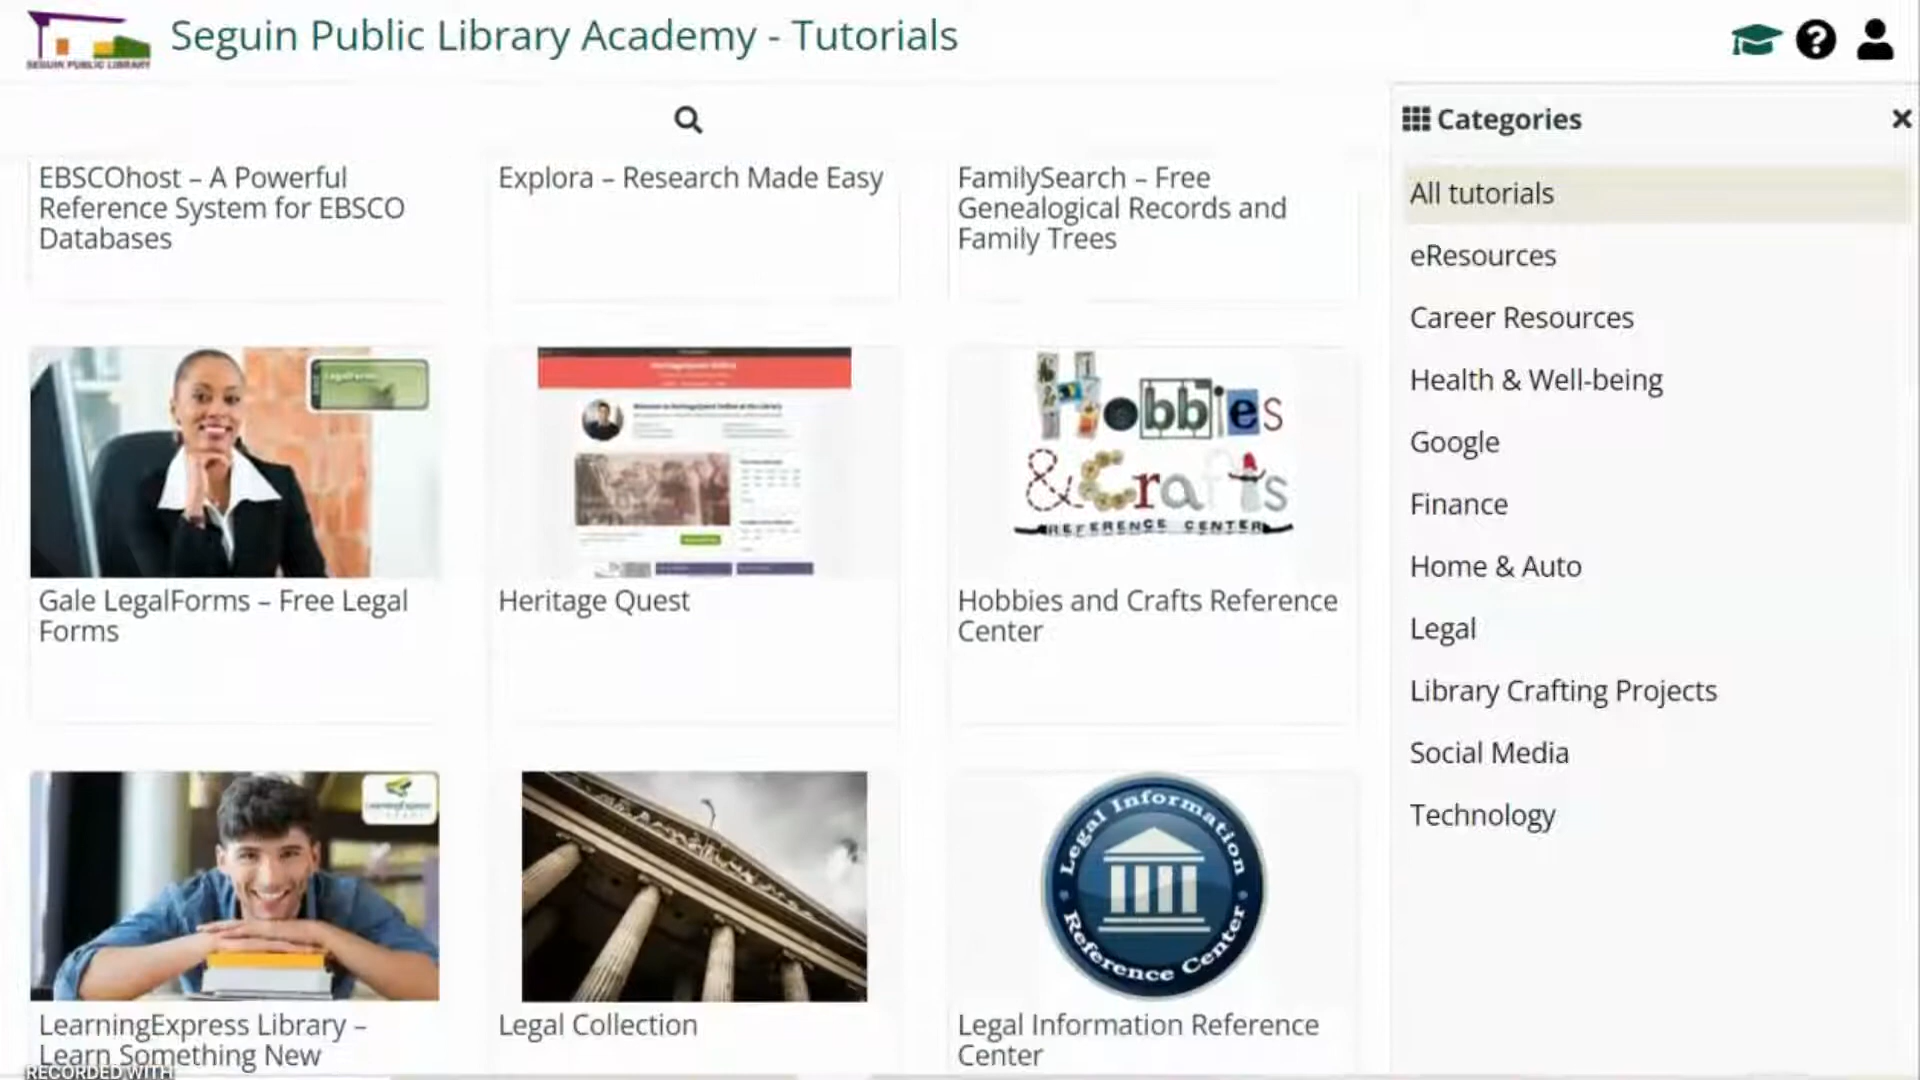 SEGUIN PUBLIC LIBRARY
Seguin Public Library Academy - Tutorials
EBSCOhost – A Powerful
Reference System for EBSCO
Databases
Explora – Research Made Easy
FamilySearch – Free
Genealogical Records and
Family Trees
LegalForms
Gale LegalForms – Free Legal
Forms
Heritage Quest
Hobbies
&Crafts
REFERENCE CENTER
Hobbies and Crafts Reference
Center
LearningExpress Library –
Learn Something New
Legal Collection
Legal Information
Reference Center
Legal Information Reference
Center
Categories
All tutorials
eResources
Career Resources
Health & Well-being
Google
Finance
Home & Auto
Legal
Library Crafting Projects
Social Media
Technology
RECORDED WITH